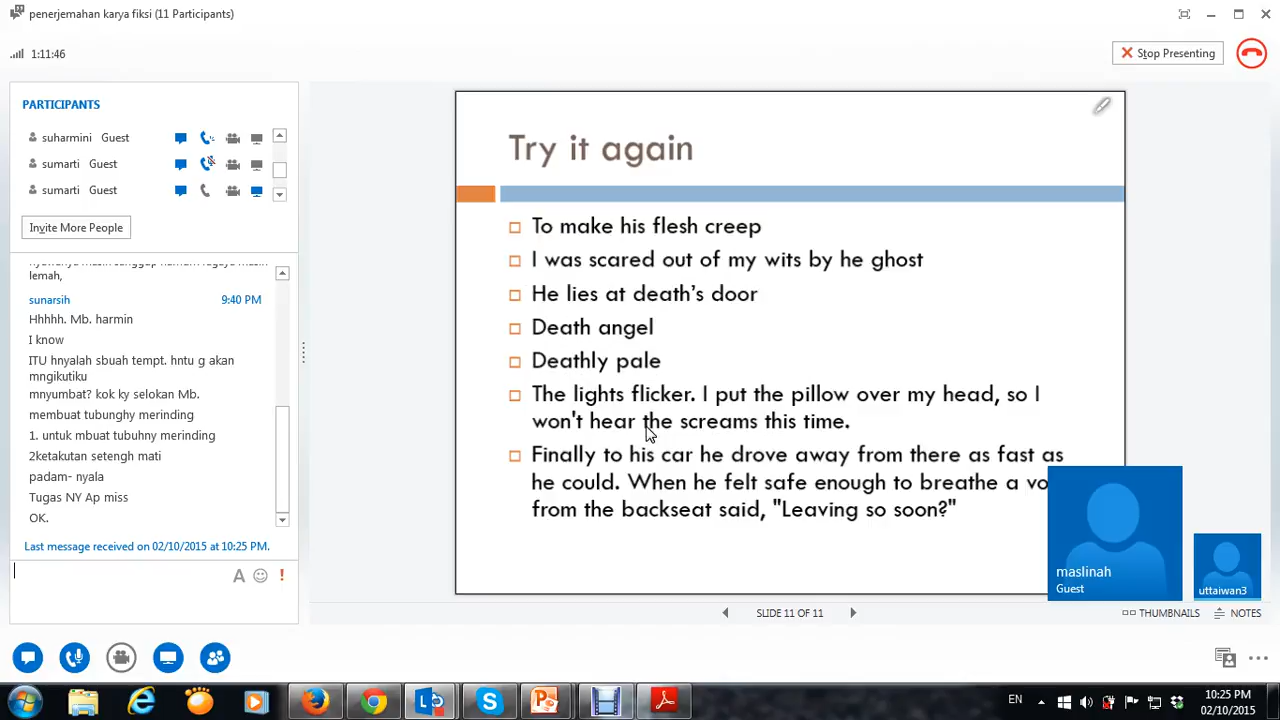 penerjemahan karya fiksi (11 Participants)
1:11:46
Stop Presenting
PARTICIPANTS
suharmini Guest
sumarti Guest
sumarti Guest
Invite More People
lemah,
sunarsih 9:40 PM
Hhhhh. Mb. harmin
I know
ITU hnyalah sbuah tempt. hntu g akan
mngikutiku
mnyumbat? kok ky selokan Mb.
membuat tubunghy merinding
1. untuk mbuat tubuhny merinding
2ketakutan setengh mati
padam- nyala
Tugas NY Ap miss
OK.
Last message received on 02/10/2015 at 10:25 PM.
Try it again
To make his flesh creep
I was scared out of my wits by he ghost
He lies at death's door
Death angel
Deathly pale
The lights flicker. I put the pillow over my head, so I
won't hear the screams this time.
Finally to his car he drove away from there as fast as
he could. When he felt safe enough to breathe a vo
from the backseat said, "Leaving so soon?"
maslinah
Guest
uttaiwan3
SLIDE 11 OF 11
THUMBNAILS
NOTES
EN
10:25 PM
02/10/2015